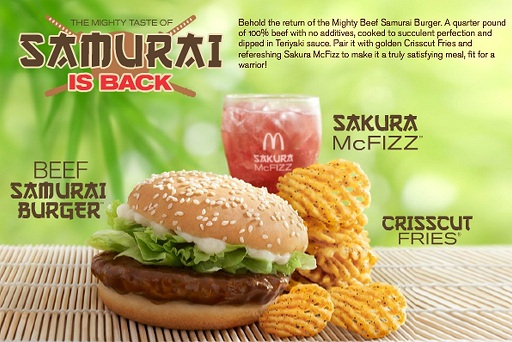 THE MIGHTY TASTE OF
SAMURAI
IS BACK
Behold the return of the Mighty Beef Samurai Burger. A quarter pound
of 100% beef with no additives, cooked to succulent perfection and
dipped in Teriyaki sauce. Pair it with golden Crisscut Fries and
refereshing Sakura McFizz to make it a truly satisfying meal, fit for a
warrior!
SAKURA
McFIZZ™
SAKURA
McFIZZ
BEEF
SAMURAI
BURGER™
CRISSCUT
FRIES®